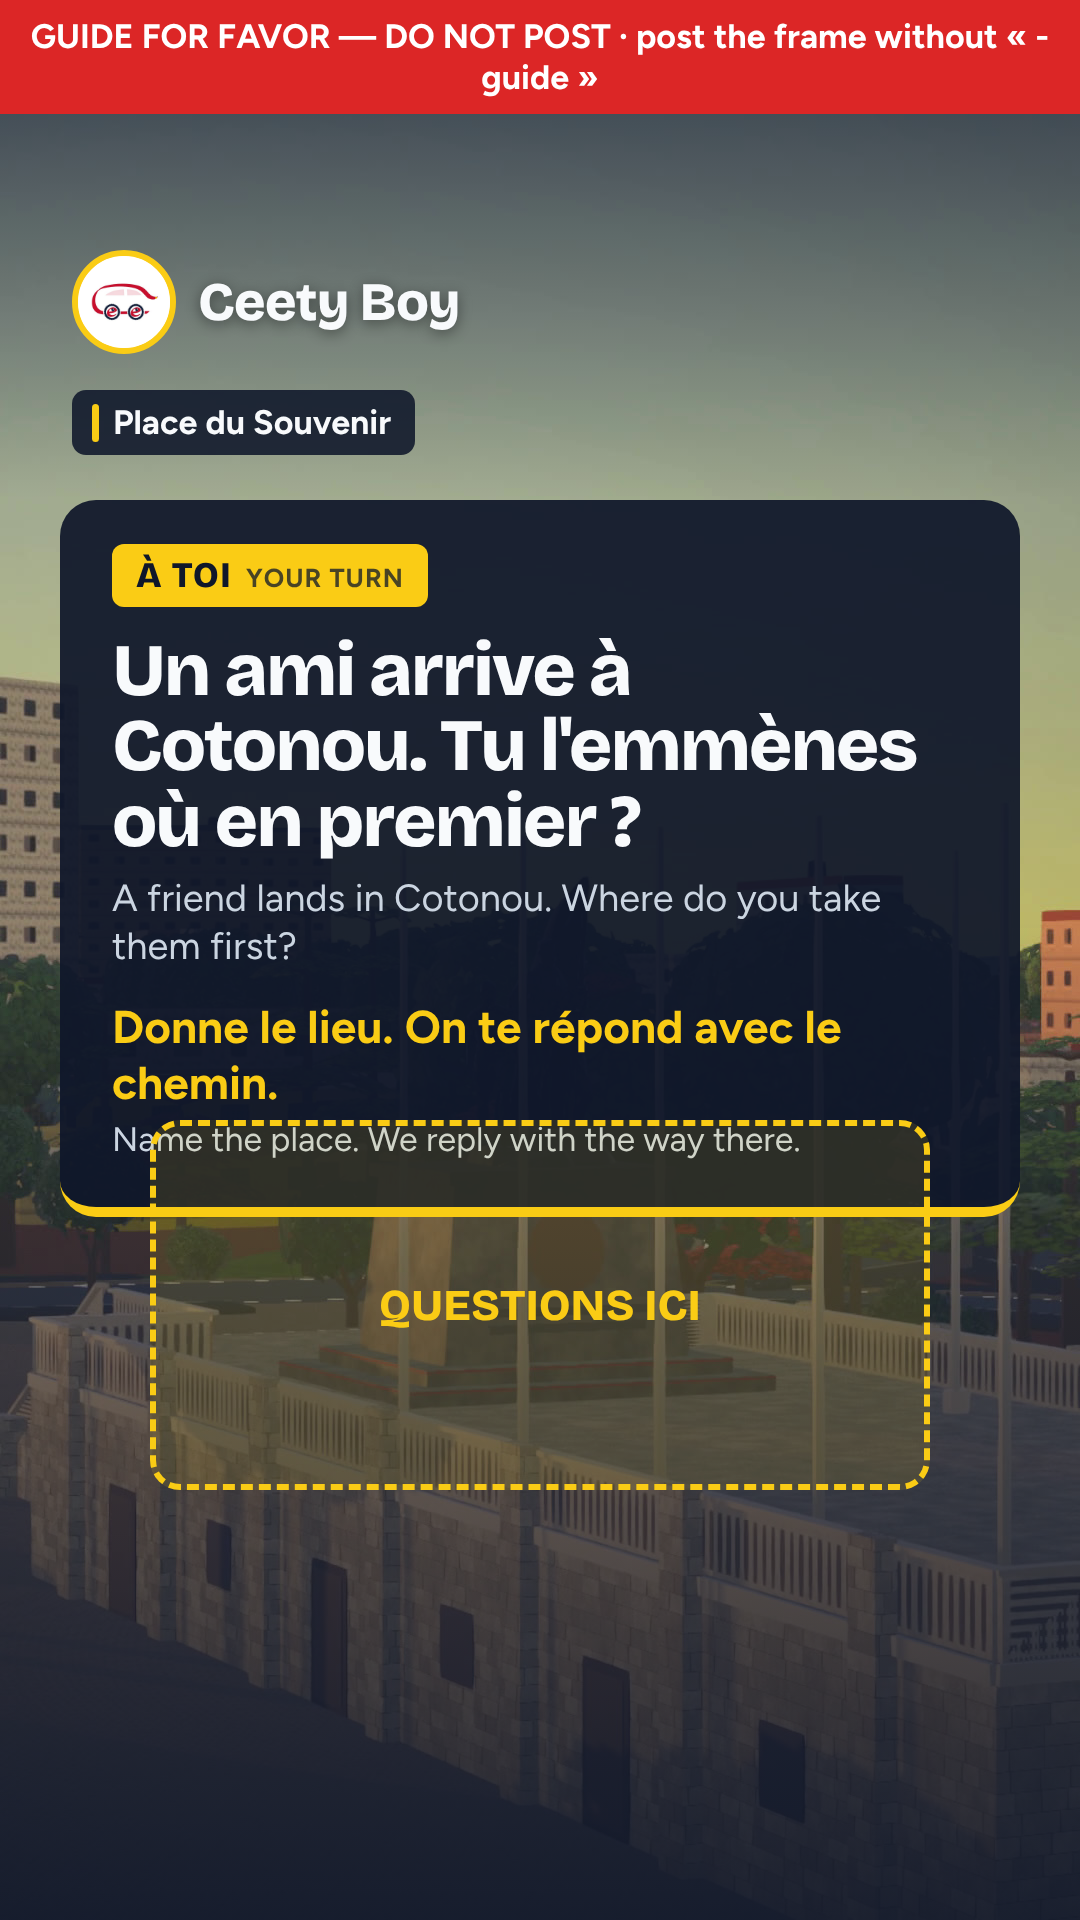 GUIDE FOR FAVOR — DO NOT POST · post the frame without « -
guide »
Ceety Boy
Place du Souvenir
À TOI YOUR TURN
Un ami arrive à
Cotonou. Tu l'emmènes
où en premier ?
A friend lands in Cotonou. Where do you take
them first?
Donne le lieu. On te répond avec le
chemin.
Name the place. We reply with the way there.
QUESTIONS ICI